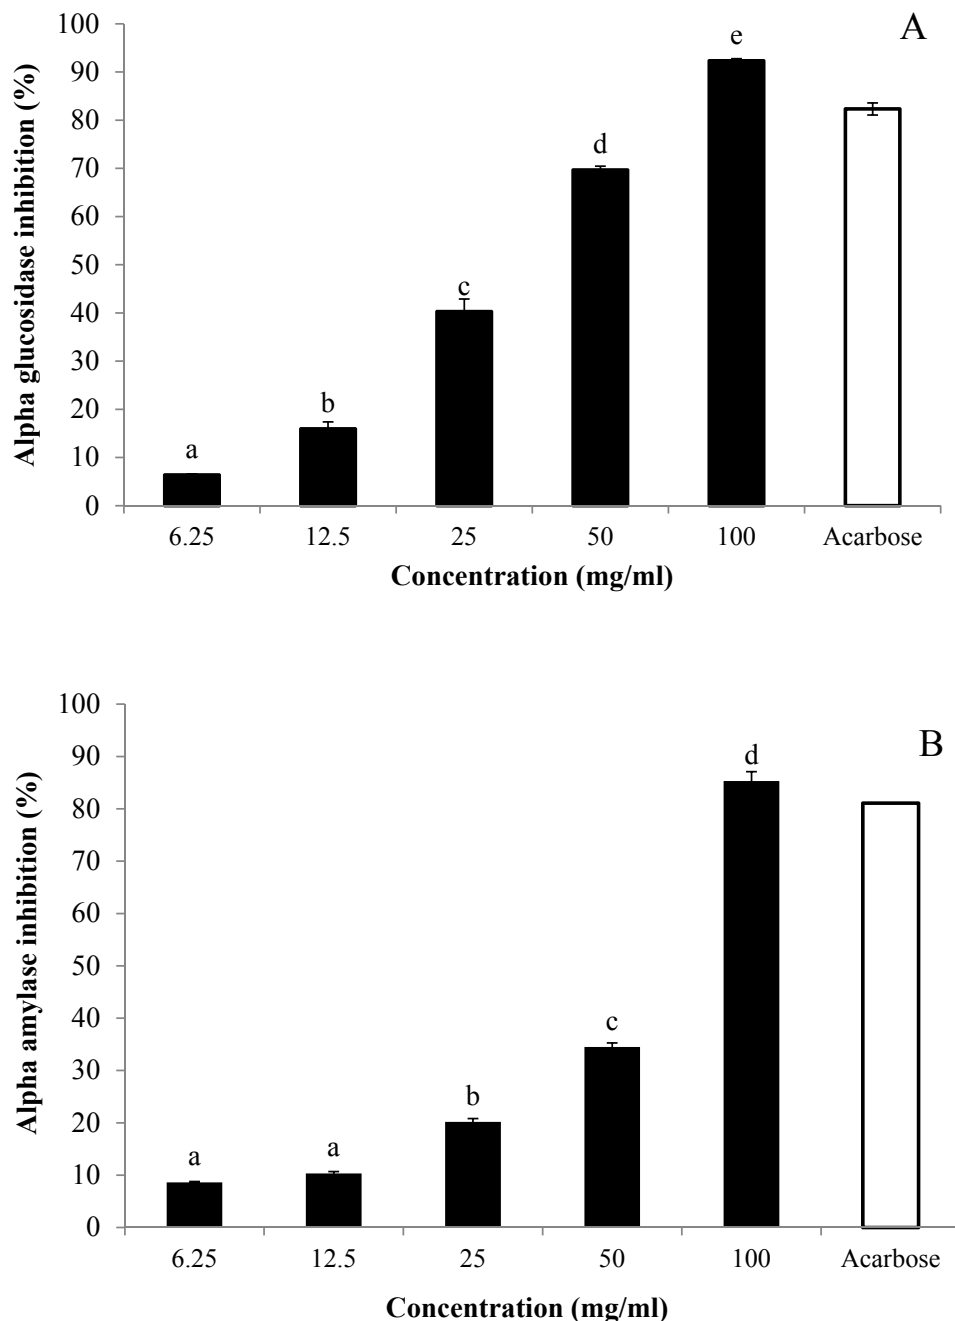 A
Alpha glucosidase inhibition (%)
100
90
80
70
60
50
40
30
20
10
0
a
b
c
d
e
6.25 12.5 25 50 100 Acarbose
Concentration (mg/ml)
B
Alpha amylase inhibition (%)
100
90
80
70
60
50
40
30
20
10
0
a
a
b
c
d
6.25 12.5 25 50 100 Acarbose
Concentration (mg/ml)